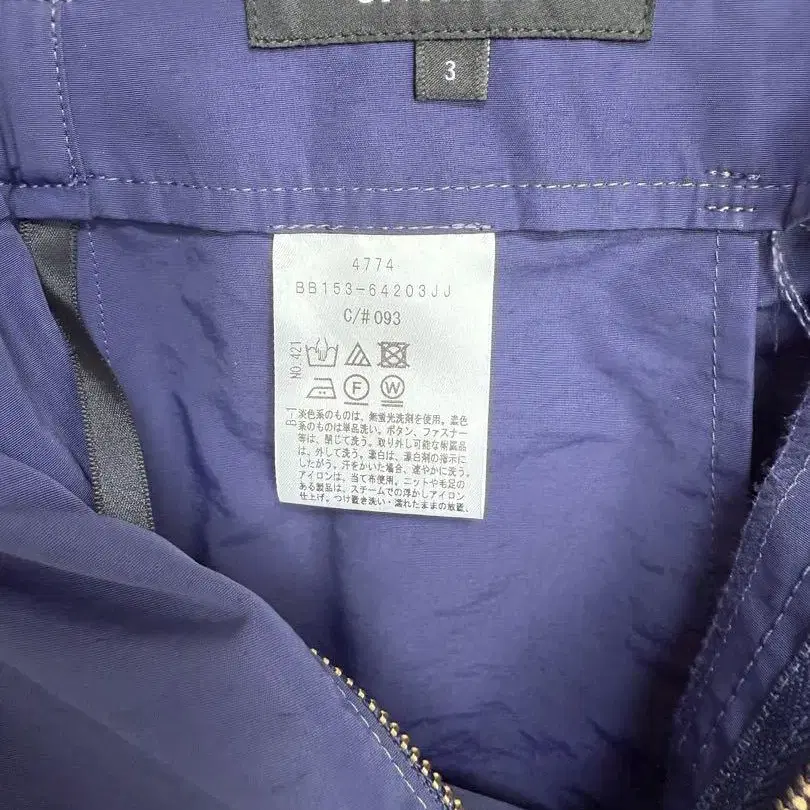 3
4774
BB153-64203JJ
C/#093
NO.421
B-1
F
W
淡色系のものは、無蛍光洗剤を使用。濃色
系のものは単品洗い。ボタン、ファスナー
等は、閉じて洗う。取り外し可能な附属品
は、外して洗う。漂白は、漂白剤の指示に
したがう。汗をかいた場合、速やかに洗う。
アイロンは、当て布使用。ニットや毛足の
ある製品は、スチームでの浮かしアイロン
仕上げ。つけ置き洗い・濡れたままの放置、